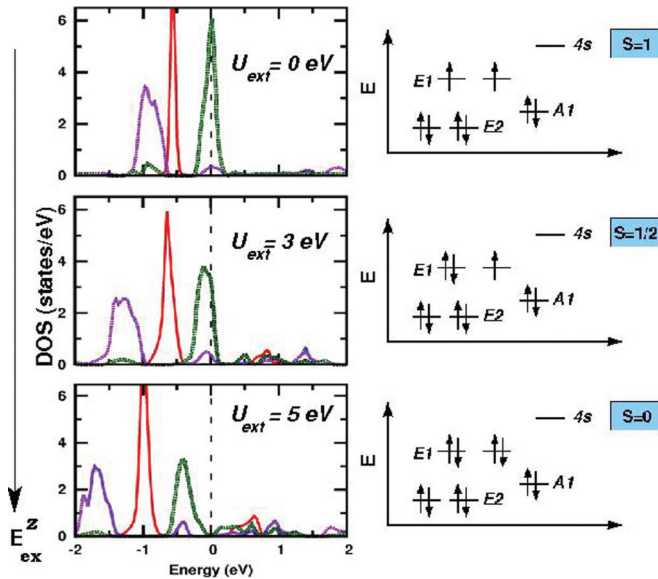 U_ext = 0 eV
6
4
2
0
E
E1
E2
A1
4s
S=1
DOS (states/eV)
U_ext = 3 eV
6
4
2
0
E
E1
E2
A1
4s
S=1/2
U_ext = 5 eV
6
4
2
0
E
E1
E2
A1
4s
S=0
-2 -1 0 1 2
Energy (eV)
E_ex^z